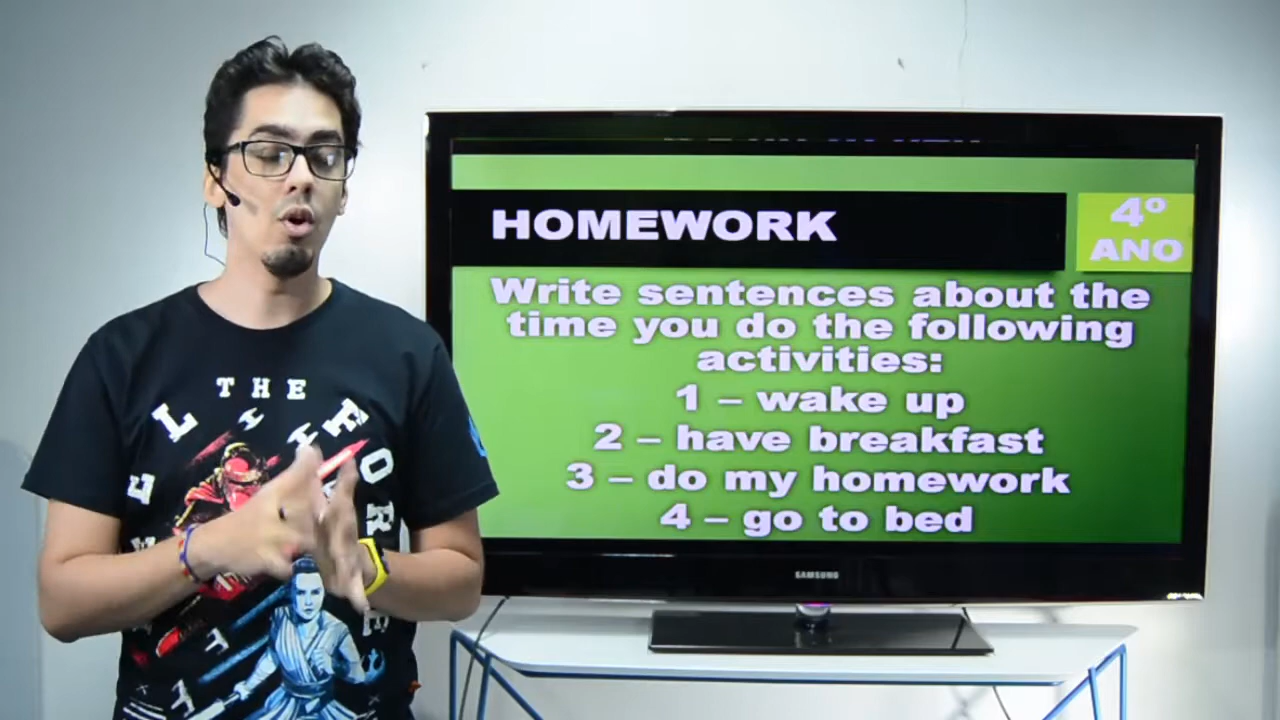 HOMEWORK
4º
ANO
Write sentences about the
time you do the following
activities:
1 – wake up
2 – have breakfast
3 – do my homework
4 – go to bed
SAMSUNG
THE